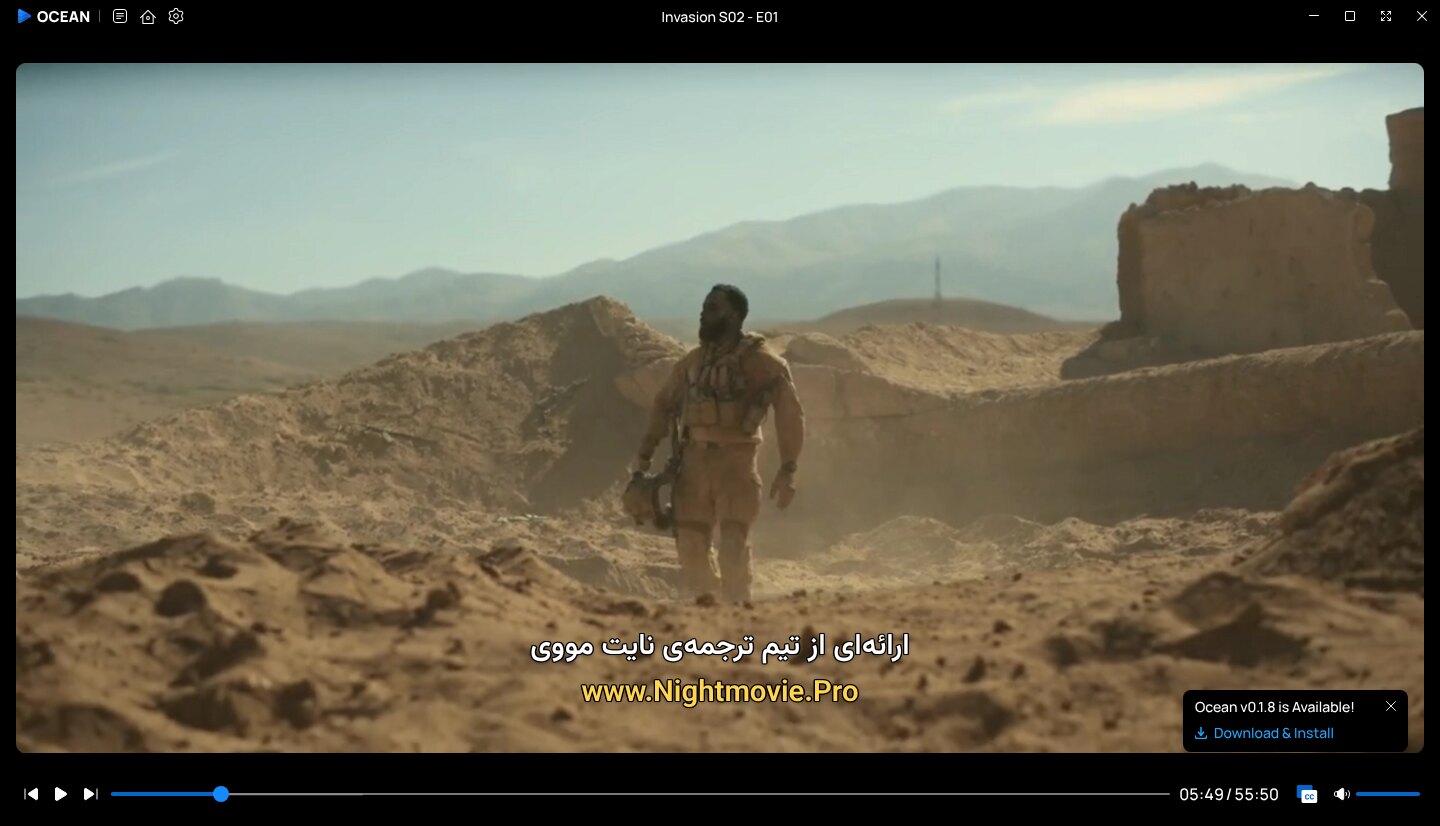 OCEAN
Invasion S02 - E01
ارائه‌ای از تیم ترجمه‌ی نایت مووی
www.Nightmovie.Pro
Ocean v0.1.8 is Available!
Download & Install
05:49/55:50
CC